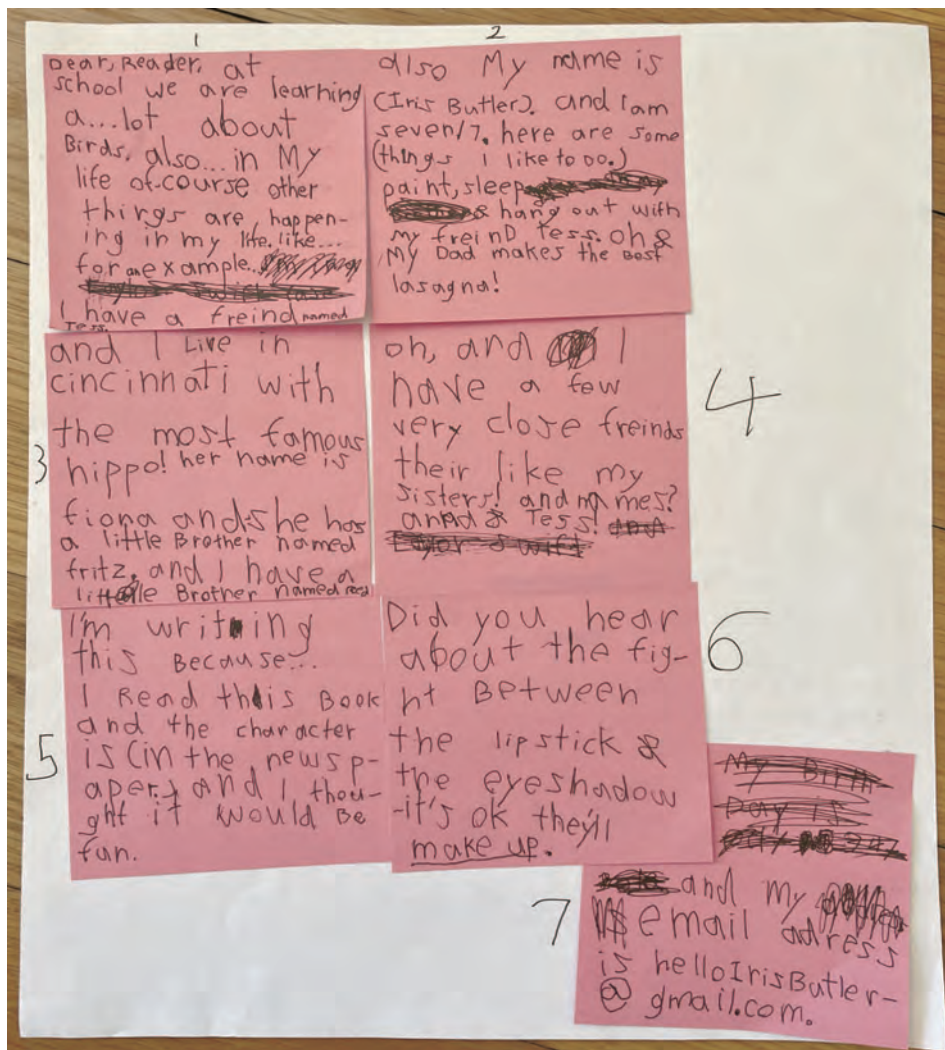 1
Dear, Reader, at
school we are learning
a...lot about
Birds, also... in My
life of-course other
things are, happen-
ing in my life. like...
for an example...
I have a freind named
Tess.
2
also My name is
(Iris Butler). and I am
seven/7. here are some
(things I like to Do.)
paint, sleep
& hang out with
My freinD Tess. Oh &
My Dad makes the Best
lasagna!
3
and I Live in
cincinnati with
the most famous
hippo! her name is
fiona and she has
a little Brother named
fritz, and I have a
little Brother named
4
oh, and I
have a few
very close freinds
their like my
sisters! and names?
& Tess! and
Taylor Swift
5
I'm writing
this Because...
I Read this Book
and the character
is (in the newsp-
aper,) and I thou-
ght it would Be
fun.
6
Did you hear
about the fig-
ht Between
the lipstick &
the eyeshadow
-it's ok they'll
make up.
7
My Birth
Day is
and My
email adress
is helloIrisButler-
@ gmail.com.